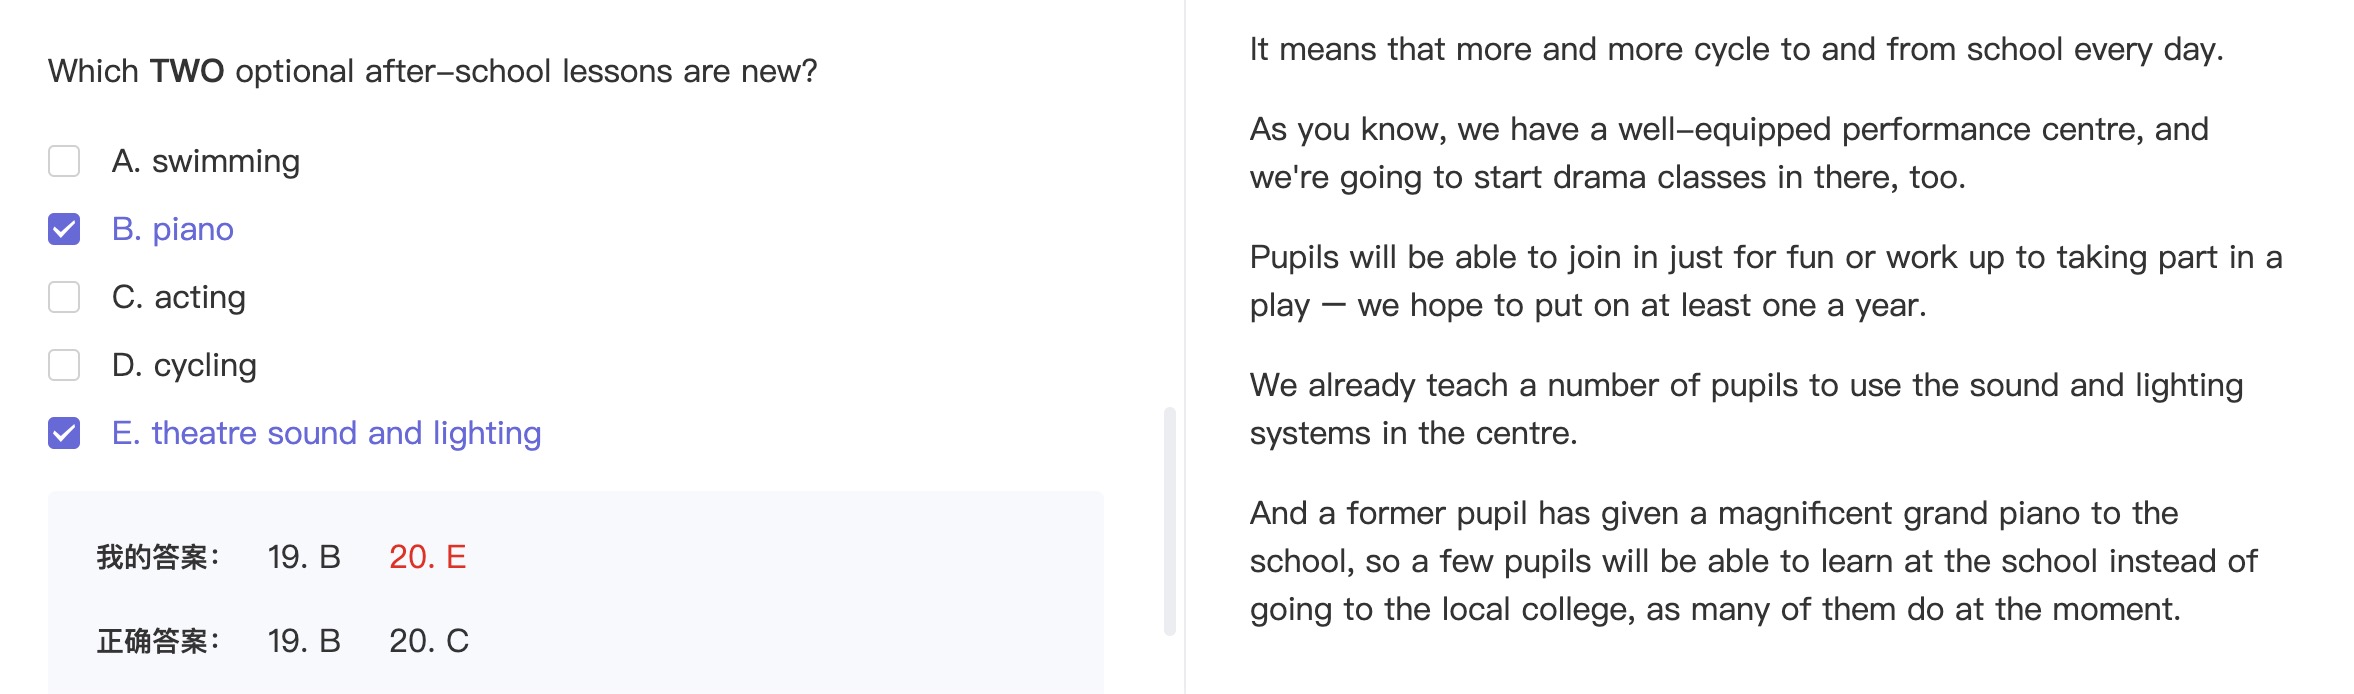 Which TWO optional after-school lessons are new?
A. swimming
B. piano
C. acting
D. cycling
E. theatre sound and lighting
我的答案： 19. B 20. E
正确答案： 19. B 20. C
It means that more and more cycle to and from school every day.
As you know, we have a well-equipped performance centre, and
we're going to start drama classes in there, too.
Pupils will be able to join in just for fun or work up to taking part in a
play — we hope to put on at least one a year.
We already teach a number of pupils to use the sound and lighting
systems in the centre.
And a former pupil has given a magnificent grand piano to the
school, so a few pupils will be able to learn at the school instead of
going to the local college, as many of them do at the moment.